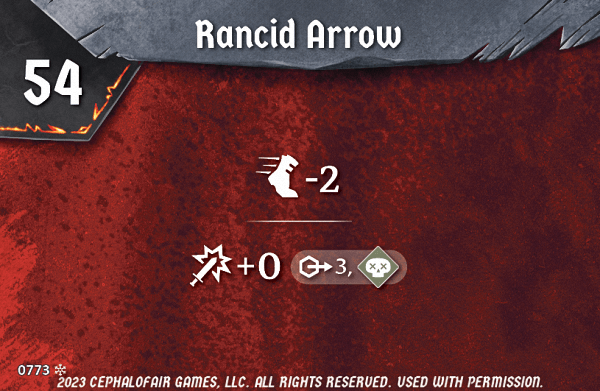 Rancid Arrow
54
-2
+0 3,
0773
2023 CEPHALOFAIR GAMES, LLC. ALL RIGHTS RESERVED. USED WITH PERMISSION.